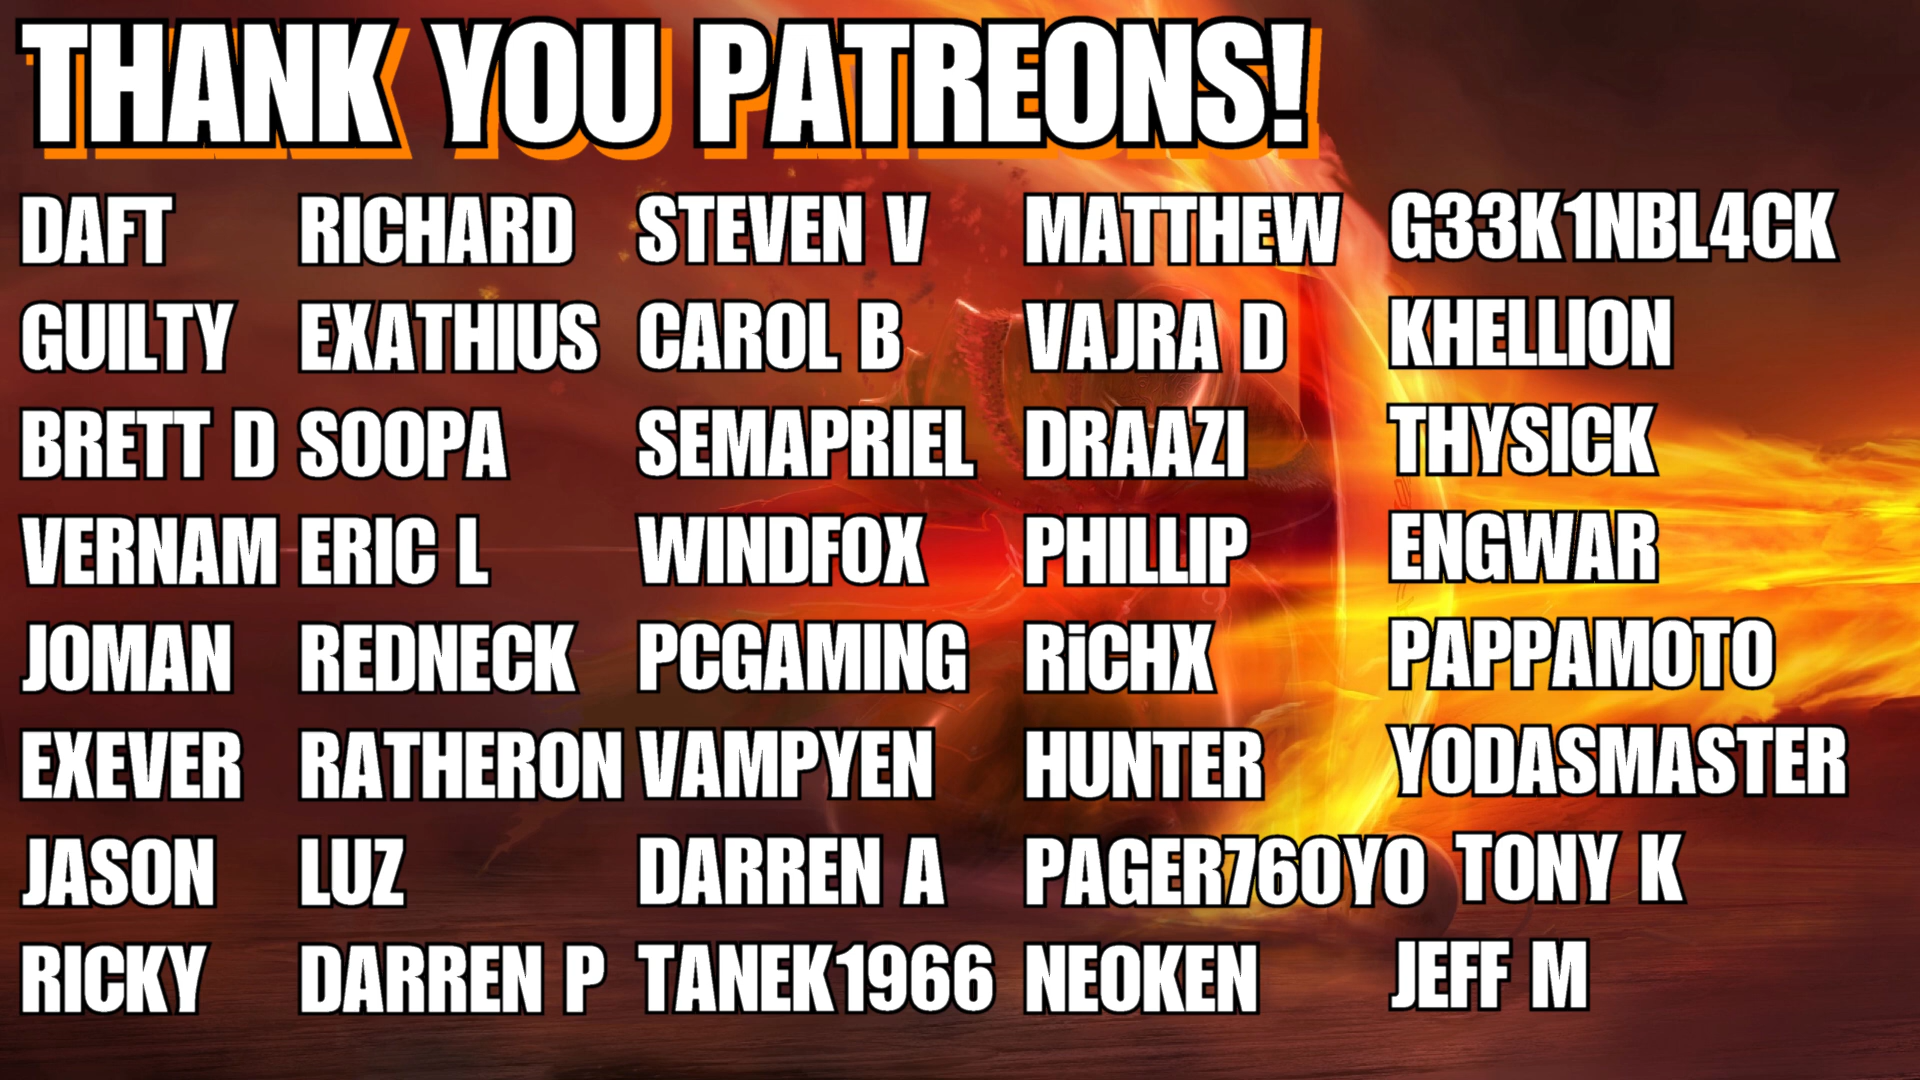 THANK YOU PATREONS!
DAFT RICHARD STEVEN V MATTHEW G33K1NBL4CK
GUILTY EXATHIUS CAROL B VAJRA D KHELLION
BRETT D SOOPA SEMAPRIEL DRAAZI THYSICK
VERNAM ERIC L WINDFOX PHILLIP ENGWAR
JOMAN REDNECK PCGAMING RiCHX PAPPAMOTO
EXEVER RATHERON VAMPYEN HUNTER YODASMASTER
JASON LUZ DARREN A PAGER760YO TONY K
RICKY DARREN P TANEK1966 NEOKEN JEFF M